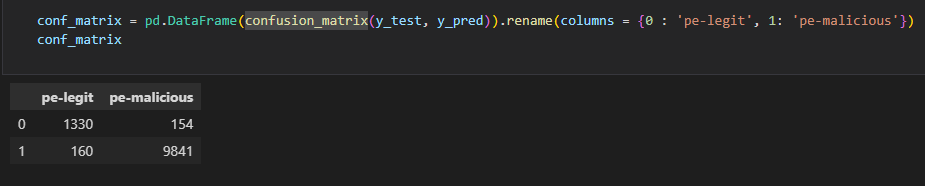 conf_matrix = pd.DataFrame(confusion_matrix(y_test, y_pred)).rename(columns = {0 : 'pe-legit', 1: 'pe-malicious'})
conf_matrix
pe-legit pe-malicious
0 1330 154
1 160 9841